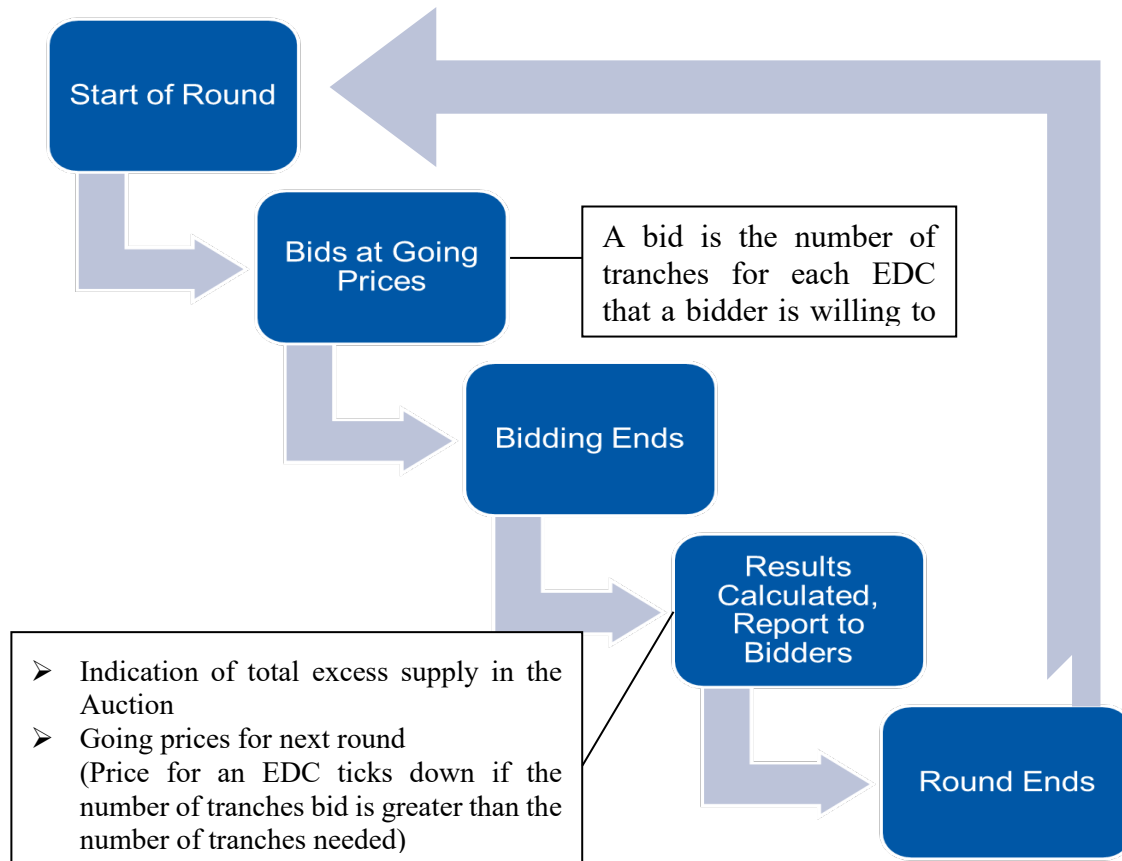 Start of Round
Bids at Going
Prices
A bid is the number of
tranches for each EDC
that a bidder is willing to
Bidding Ends
Results
Calculated,
Report to
Bidders
➢ Indication of total excess supply in the
Auction
➢ Going prices for next round
(Price for an EDC ticks down if the
number of tranches bid is greater than the
number of tranches needed)
Round Ends